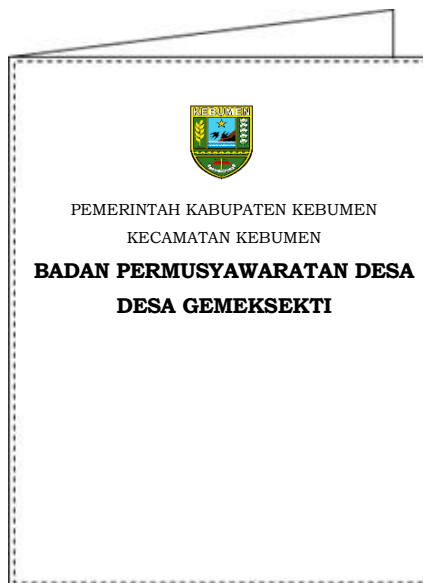 KEBUMEN
PEMERINTAH KABUPATEN KEBUMEN
KECAMATAN KEBUMEN
BADAN PERMUSYAWARATAN DESA
DESA GEMEKSEKTI